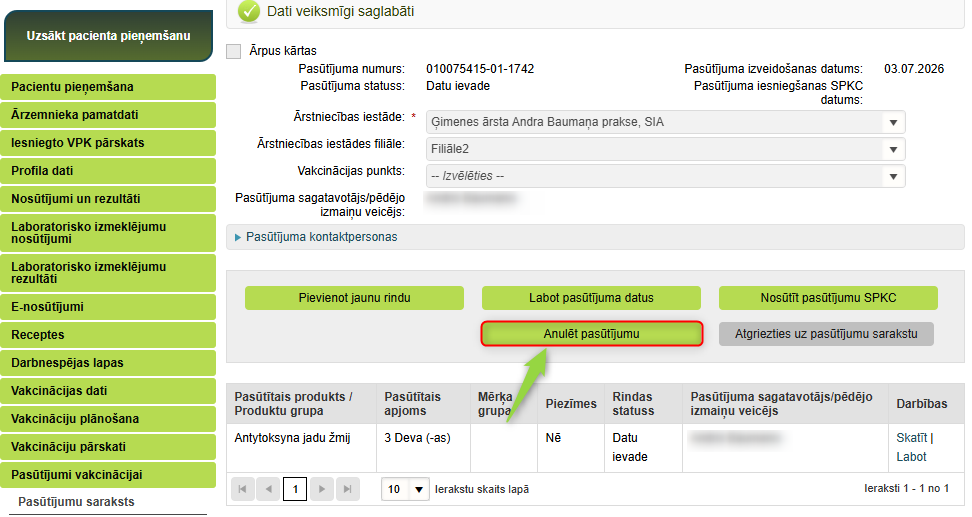 Uzsākt pacienta pieņemšanu
Pacientu pieņemšana
Ārzemnieka pamatdati
Iesniegto VPK pārskats
Profila dati
Nosūtījumi un rezultāti
Laboratorisko izmeklējumu
nosūtījumi
Laboratorisko izmeklējumu
rezultāti
E-nosūtījumi
Receptes
Darbnespējas lapas
Vakcinācijas dati
Vakcināciju plānošana
Vakcināciju pārskati
Pasūtījumi vakcinācijai
Pasūtījumu saraksts
Dati veiksmīgi saglabāti
Ārpus kārtas
Pasūtījuma numurs: 010075415-01-1742 Pasūtījuma izveidošanas datums: 03.07.2026
Pasūtījuma statuss: Datu ievade Pasūtījuma iesniegšanas SPKC
datums:
Ārstniecības iestāde: * Ģimenes ārsta Andra Baumaņa prakse, SIA
Ārstniecības iestādes filiāle: Filiāle2
Vakcinācijas punkts: -- Izvēlēties --
Pasūtījuma sagatavotājs/pēdējo
izmaiņu veicējs:
Pasūtījuma kontaktpersonas
Pievienot jaunu rindu Labot pasūtījuma datus Nosūtīt pasūtījumu SPKC
Anulēt pasūtījumu Atgriezties uz pasūtījumu sarakstu
Pasūtītais produkts / Pasūtītais Mērķa Piezīmes Rindas Pasūtījuma sagatavotājs/pēdējo Darbības
Produktu grupa apjoms grupa statuss izmaiņu veicējs
Antytoksyna jadu žmij 3 Deva (-as) Nē Datu Skatīt |
ievade Labot
1 10 Ierakstu skaits lapā Ieraksti 1 - 1 no 1